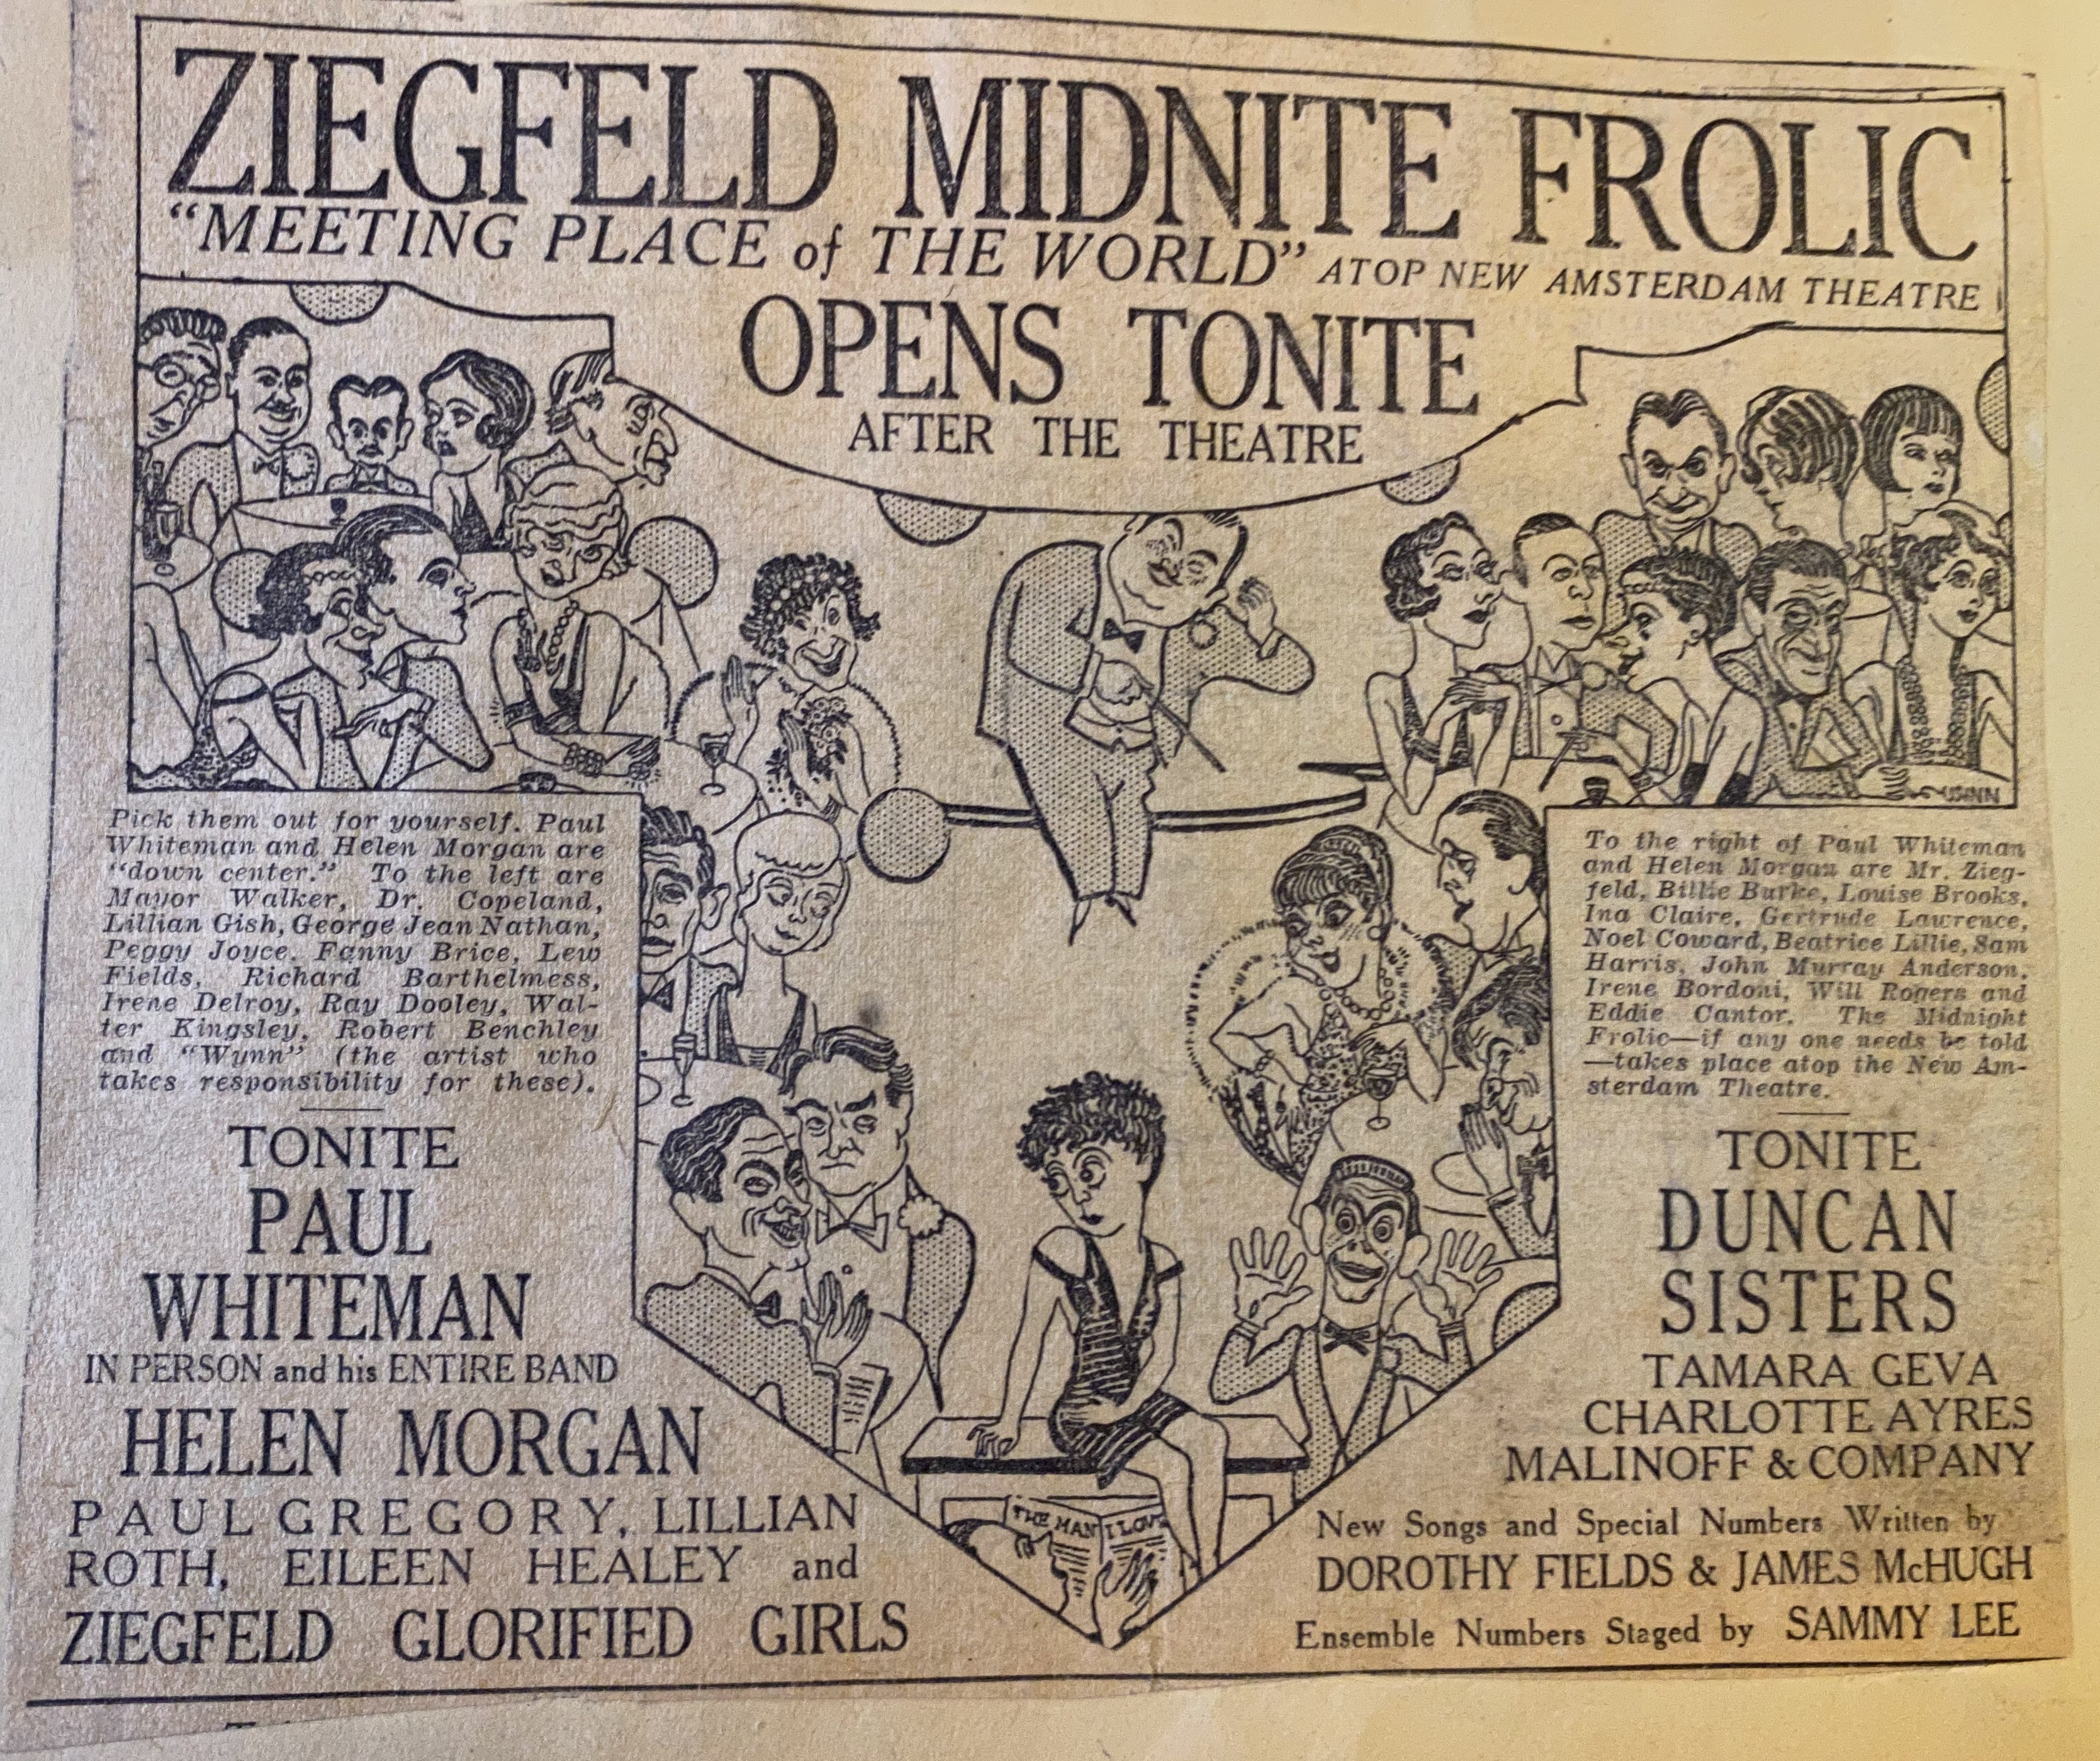 ZIEGFELD MIDNITE FROLIC
"MEETING PLACE of THE WORLD" ATOP NEW AMSTERDAM THEATRE
OPENS TONITE
AFTER THE THEATRE
WYNN
Pick them out for yourself. Paul
Whiteman and Helen Morgan are
"down center." To the left are
Mayor Walker, Dr. Copeland,
Lillian Gish, George Jean Nathan,
Peggy Joyce, Fanny Brice, Lew
Fields, Richard Barthelmess,
Irene Delroy, Ray Dooley, Wal-
ter Kingsley, Robert Benchley
and "Wynn" (the artist who
takes responsibility for these).
TONITE
PAUL
WHITEMAN
IN PERSON and his ENTIRE BAND
HELEN MORGAN
PAUL GREGORY, LILLIAN
ROTH, EILEEN HEALEY and
ZIEGFELD GLORIFIED GIRLS
THE MAN I LOVE
To the right of Paul Whiteman
and Helen Morgan are Mr. Zieg-
feld, Billie Burke, Louise Brooks,
Ina Claire, Gertrude Lawrence,
Noel Coward, Beatrice Lillie, Sam
Harris, John Murray Anderson,
Irene Bordoni, Will Rogers and
Eddie Cantor. The Midnight
Frolic—if any one needs be told
—takes place atop the New Am-
sterdam Theatre.
TONITE
DUNCAN
SISTERS
TAMARA GEVA
CHARLOTTE AYRES
MALINOFF & COMPANY
New Songs and Special Numbers Written by
DOROTHY FIELDS & JAMES McHUGH
Ensemble Numbers Staged by SAMMY LEE